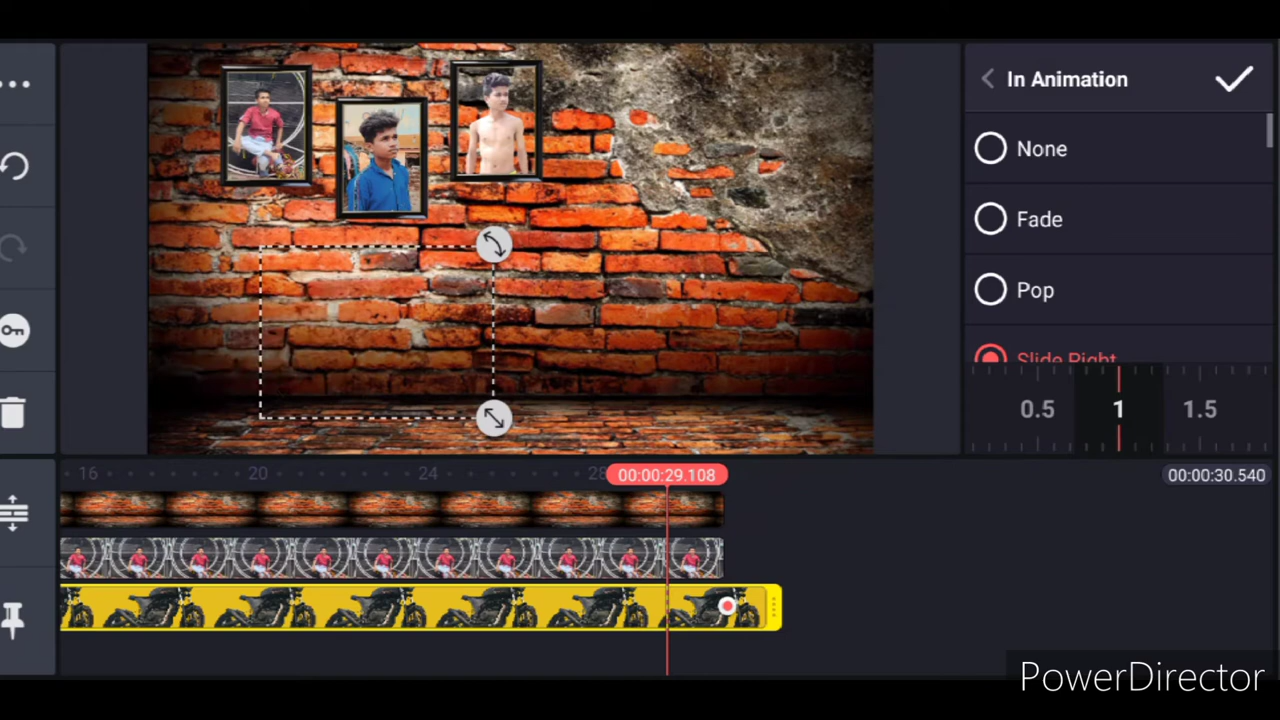 In Animation
None
Fade
Pop
Slide Right
0.5 1 1.5
16 20 24 28 00:00:29.108 00:00:30.540
PowerDirector